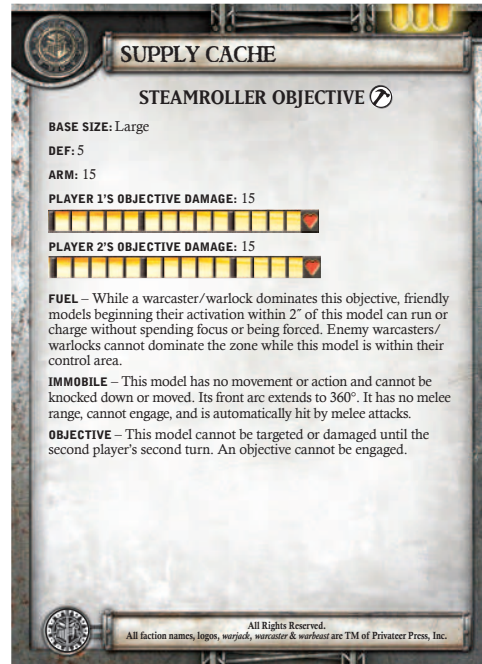 SUPPLY CACHE
STEAMROLLER OBJECTIVE
BASE SIZE: Large
DEF: 5
ARM: 15
PLAYER 1'S OBJECTIVE DAMAGE: 15
PLAYER 2'S OBJECTIVE DAMAGE: 15
FUEL – While a warcaster/warlock dominates this objective, friendly
models beginning their activation within 2˝ of this model can run or
charge without spending focus or being forced. Enemy warcasters/
warlocks cannot dominate the zone while this model is within their
control area.
IMMOBILE – This model has no movement or action and cannot be
knocked down or moved. Its front arc extends to 360°. It has no melee
range, cannot engage, and is automatically hit by melee attacks.
OBJECTIVE – This model cannot be targeted or damaged until the
second player's second turn. An objective cannot be engaged.
All Rights Reserved.
All faction names, logos, warjack, warcaster & warbeast are TM of Privateer Press, Inc.